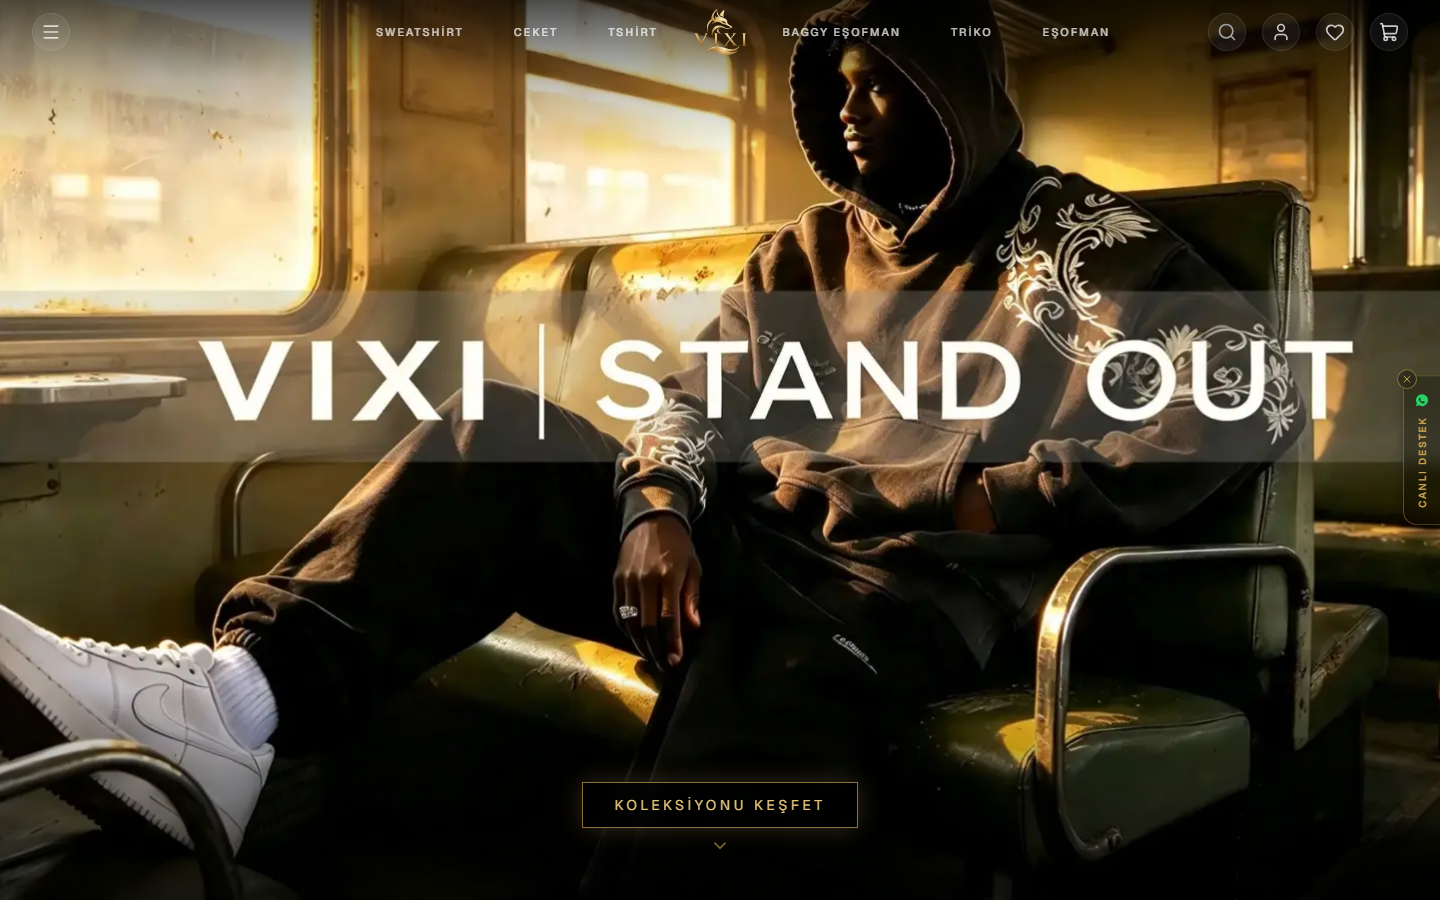 SWEATSHİRT
CEKET
TSHİRT
VIXI
BAGGY EŞOFMAN
TRİKO
EŞOFMAN
VIXI | STAND OUT
CANLI DESTEK
KOLEKSİYONU KEŞFET